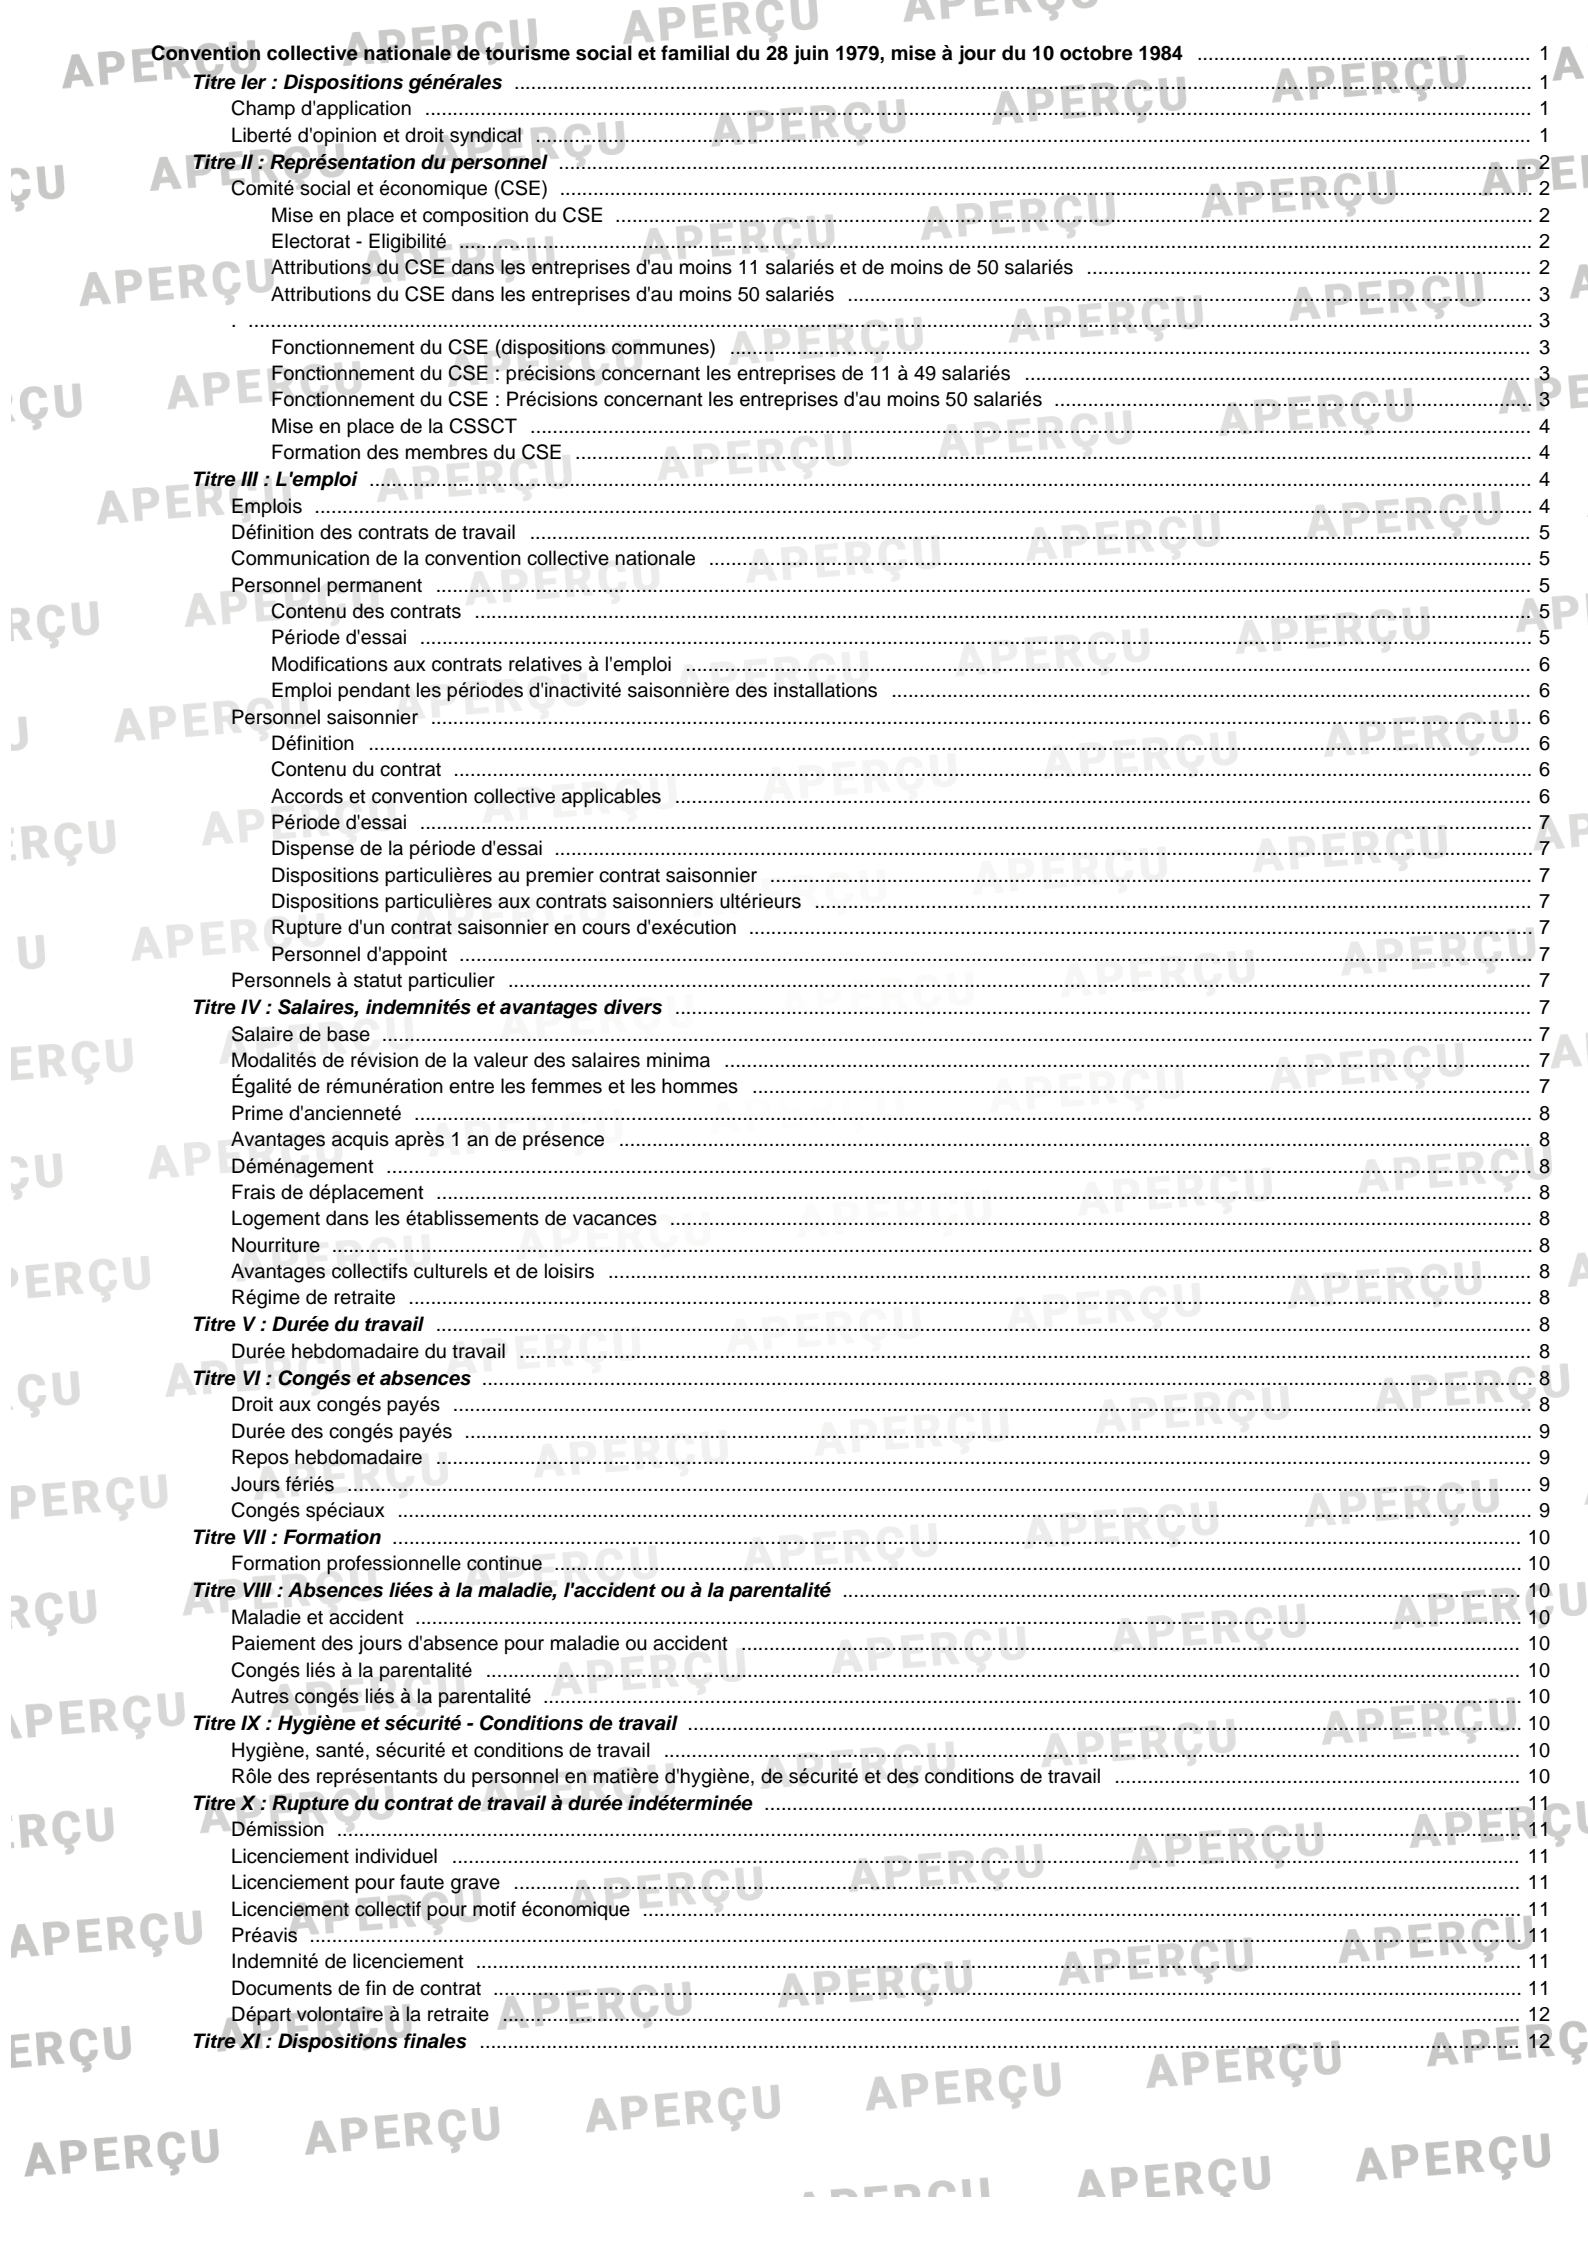 Convention collective nationale de tourisme social et familial du 28 juin 1979, mise à jour du 10 octobre 1984 ..... 1
Titre Ier : Dispositions générales ..... 1
Champ d'application ..... 1
Liberté d'opinion et droit syndical ..... 1
Titre II : Représentation du personnel ..... 2
Comité social et économique (CSE) ..... 2
Mise en place et composition du CSE ..... 2
Electorat - Eligibilité ..... 2
Attributions du CSE dans les entreprises d'au moins 11 salariés et de moins de 50 salariés ..... 2
Attributions du CSE dans les entreprises d'au moins 50 salariés ..... 3
. ..... 3
Fonctionnement du CSE (dispositions communes) ..... 3
Fonctionnement du CSE : précisions concernant les entreprises de 11 à 49 salariés ..... 3
Fonctionnement du CSE : Précisions concernant les entreprises d'au moins 50 salariés ..... 3
Mise en place de la CSSCT ..... 4
Formation des membres du CSE ..... 4
Titre III : L'emploi ..... 4
Emplois ..... 4
Définition des contrats de travail ..... 5
Communication de la convention collective nationale ..... 5
Personnel permanent ..... 5
Contenu des contrats ..... 5
Période d'essai ..... 5
Modifications aux contrats relatives à l'emploi ..... 6
Emploi pendant les périodes d'inactivité saisonnière des installations ..... 6
Personnel saisonnier ..... 6
Définition ..... 6
Contenu du contrat ..... 6
Accords et convention collective applicables ..... 6
Période d'essai ..... 7
Dispense de la période d'essai ..... 7
Dispositions particulières au premier contrat saisonnier ..... 7
Dispositions particulières aux contrats saisonniers ultérieurs ..... 7
Rupture d'un contrat saisonnier en cours d'exécution ..... 7
Personnel d'appoint ..... 7
Personnels à statut particulier ..... 7
Titre IV : Salaires, indemnités et avantages divers ..... 7
Salaire de base ..... 7
Modalités de révision de la valeur des salaires minima ..... 7
Égalité de rémunération entre les femmes et les hommes ..... 7
Prime d'ancienneté ..... 8
Avantages acquis après 1 an de présence ..... 8
Déménagement ..... 8
Frais de déplacement ..... 8
Logement dans les établissements de vacances ..... 8
Nourriture ..... 8
Avantages collectifs culturels et de loisirs ..... 8
Régime de retraite ..... 8
Titre V : Durée du travail ..... 8
Durée hebdomadaire du travail ..... 8
Titre VI : Congés et absences ..... 8
Droit aux congés payés ..... 8
Durée des congés payés ..... 9
Repos hebdomadaire ..... 9
Jours fériés ..... 9
Congés spéciaux ..... 9
Titre VII : Formation ..... 10
Formation professionnelle continue ..... 10
Titre VIII : Absences liées à la maladie, l'accident ou à la parentalité ..... 10
Maladie et accident ..... 10
Paiement des jours d'absence pour maladie ou accident ..... 10
Congés liés à la parentalité ..... 10
Autres congés liés à la parentalité ..... 10
Titre IX : Hygiène et sécurité - Conditions de travail ..... 10
Hygiène, santé, sécurité et conditions de travail ..... 10
Rôle des représentants du personnel en matière d'hygiène, de sécurité et des conditions de travail ..... 10
Titre X : Rupture du contrat de travail à durée indéterminée ..... 11
Démission ..... 11
Licenciement individuel ..... 11
Licenciement pour faute grave ..... 11
Licenciement collectif pour motif économique ..... 11
Préavis ..... 11
Indemnité de licenciement ..... 11
Documents de fin de contrat ..... 11
Départ volontaire à la retraite ..... 12
Titre XI : Dispositions finales ..... 12
APERÇU